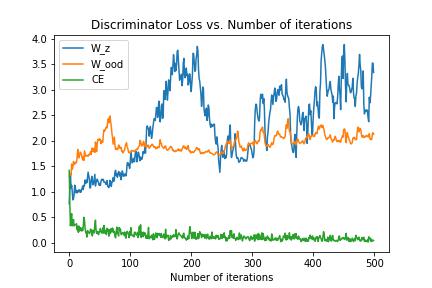 Discriminator Loss vs. Number of iterations
W_z
W_ood
CE
4.0
3.5
3.0
2.5
2.0
1.5
1.0
0.5
0.0
0 100 200 300 400 500
Number of iterations